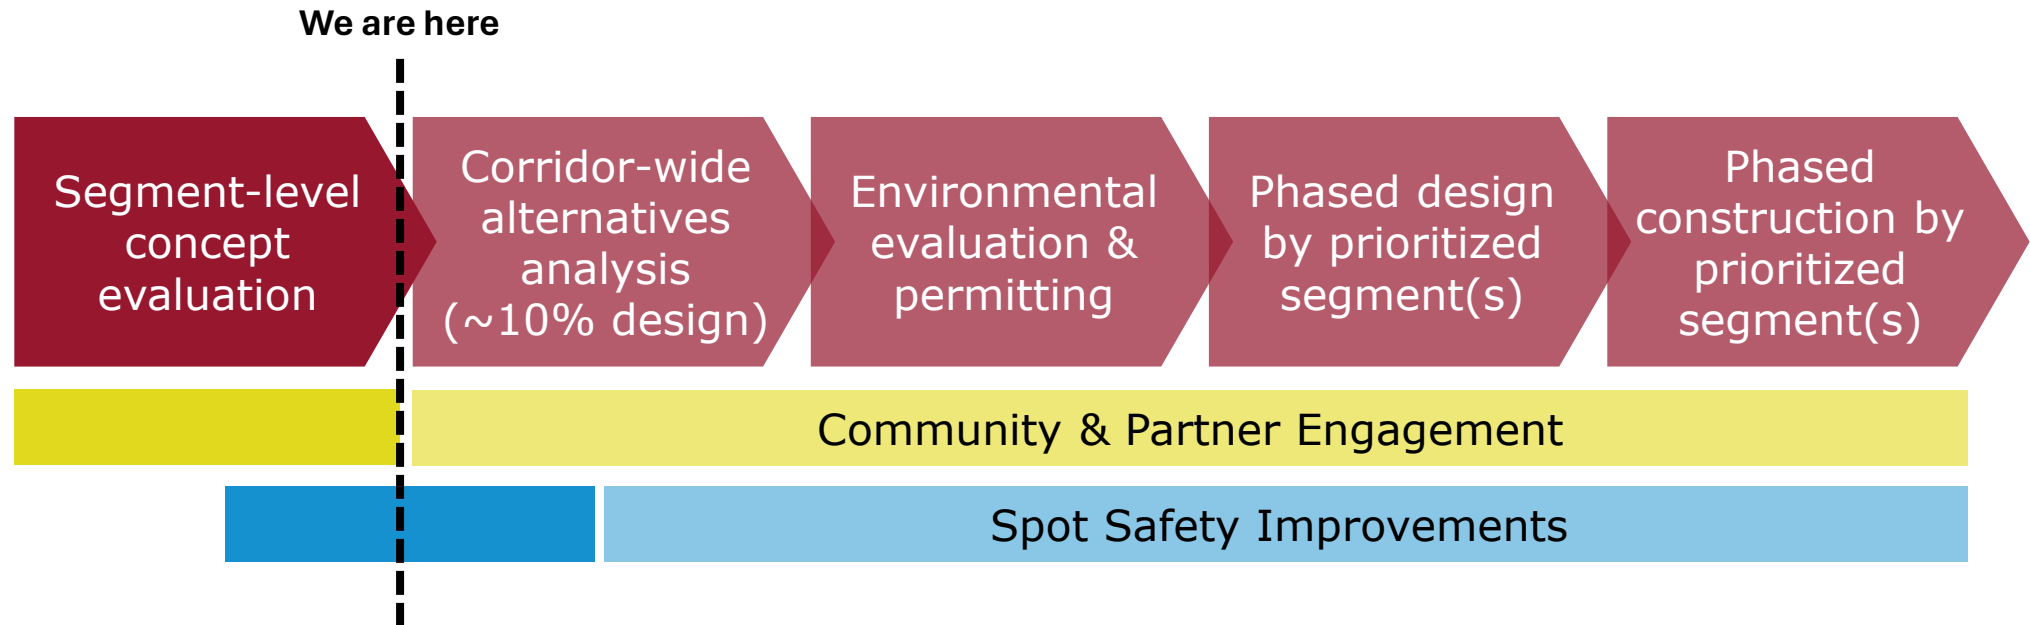 We are here
Segment-level
concept
evaluation
Corridor-wide
alternatives
analysis
(~10% design)
Environmental
evaluation &
permitting
Phased design
by prioritized
segment(s)
Phased
construction by
prioritized
segment(s)
Community & Partner Engagement
Spot Safety Improvements